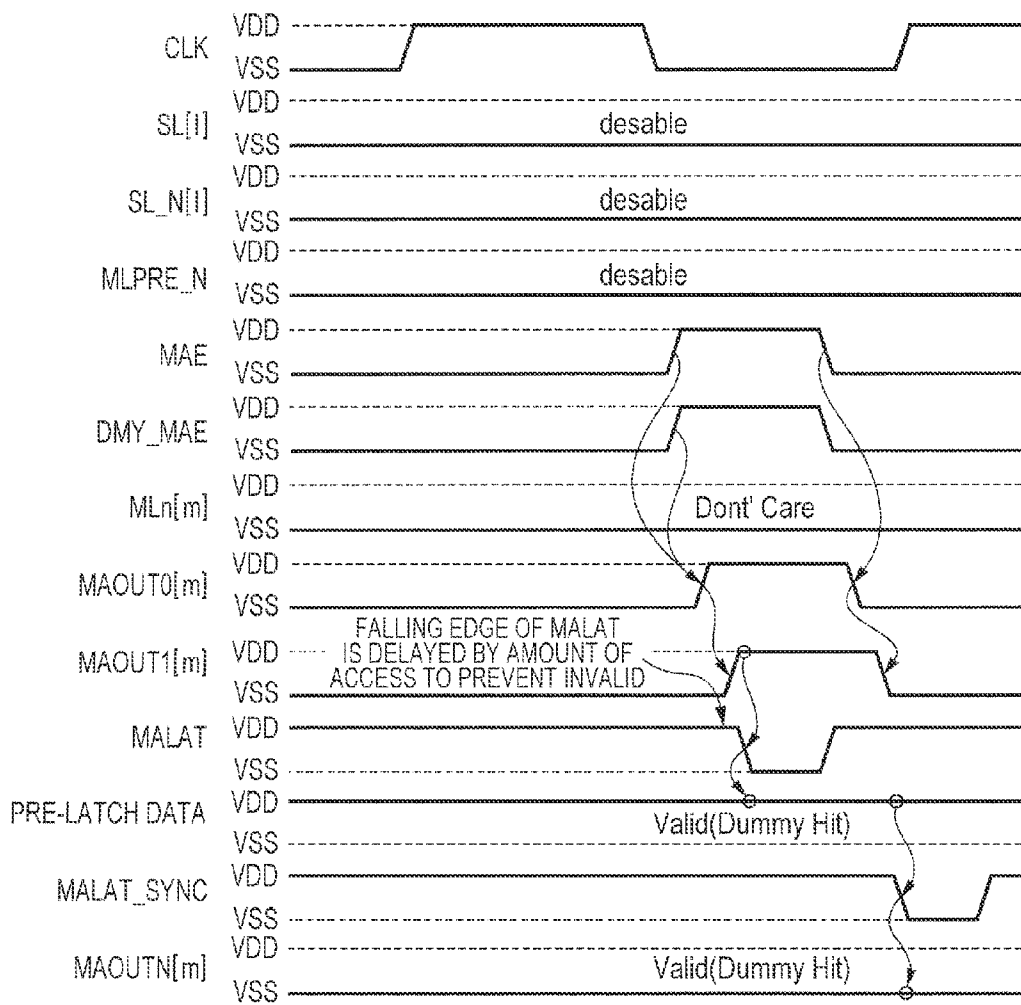 CLK VDD
VSS
SL[I] VDD
desable
VSS
SL_N[I] VDD
desable
VSS
MLPRE_N VDD
desable
VSS
MAE VDD
VSS
DMY_MAE VDD
VSS
MLn[m] VDD
Dont' Care
VSS
MAOUT0[m] VDD
VSS
FALLING EDGE OF MALAT
IS DELAYED BY AMOUNT OF
ACCESS TO PREVENT INVALID
MAOUT1[m] VDD
VSS
MALAT VDD
VSS
PRE-LATCH DATA VDD
Valid(Dummy Hit)
VSS
MALAT_SYNC VDD
VSS
MAOUTN[m] VDD
Valid(Dummy Hit)
VSS